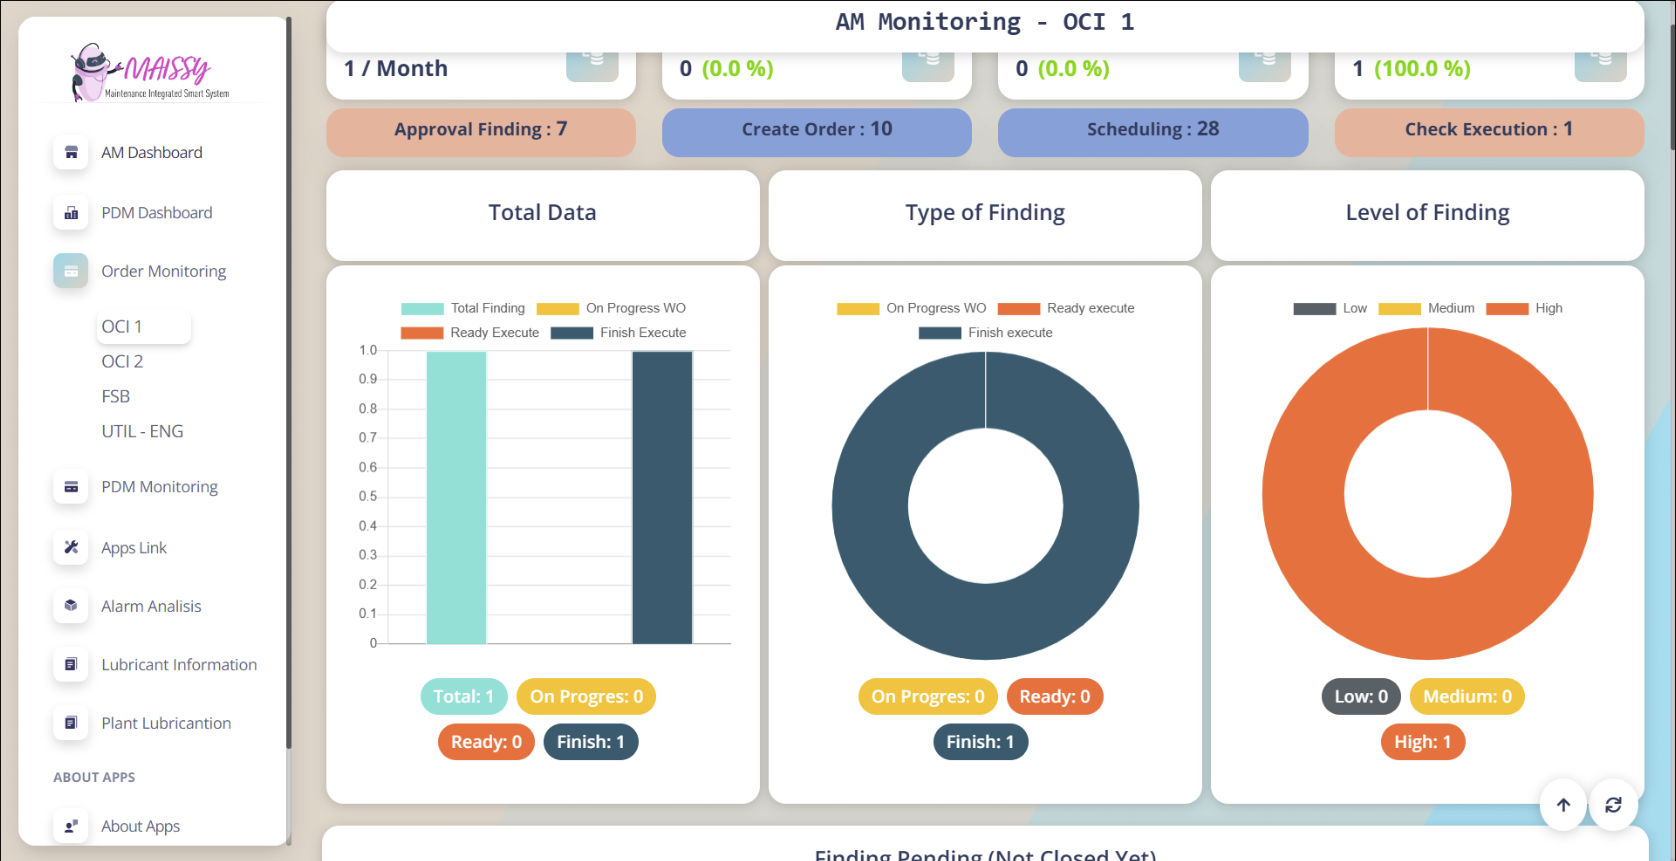 MAISSY
Maintenance Integrated Smart System
AM Dashboard
PDM Dashboard
Order Monitoring
OCI 1
OCI 2
FSB
UTIL - ENG
PDM Monitoring
Apps Link
Alarm Analisis
Lubricant Information
Plant Lubricantion
ABOUT APPS
About Apps
AM Monitoring - OCI 1
1 / Month
0 (0.0 %)
0 (0.0 %)
1 (100.0 %)
Approval Finding : 7
Create Order : 10
Scheduling : 28
Check Execution : 1
Total Data
Total Finding On Progress WO
Ready Execute Finish Execute
1.0
0.9
0.8
0.7
0.6
0.5
0.4
0.3
0.2
0.1
0
Total: 1 On Progres: 0
Ready: 0 Finish: 1
Type of Finding
On Progress WO Ready execute
Finish execute
On Progres: 0 Ready: 0
Finish: 1
Level of Finding
Low Medium High
Low: 0 Medium: 0
High: 1
Finding Pending (Not Closed Yet)